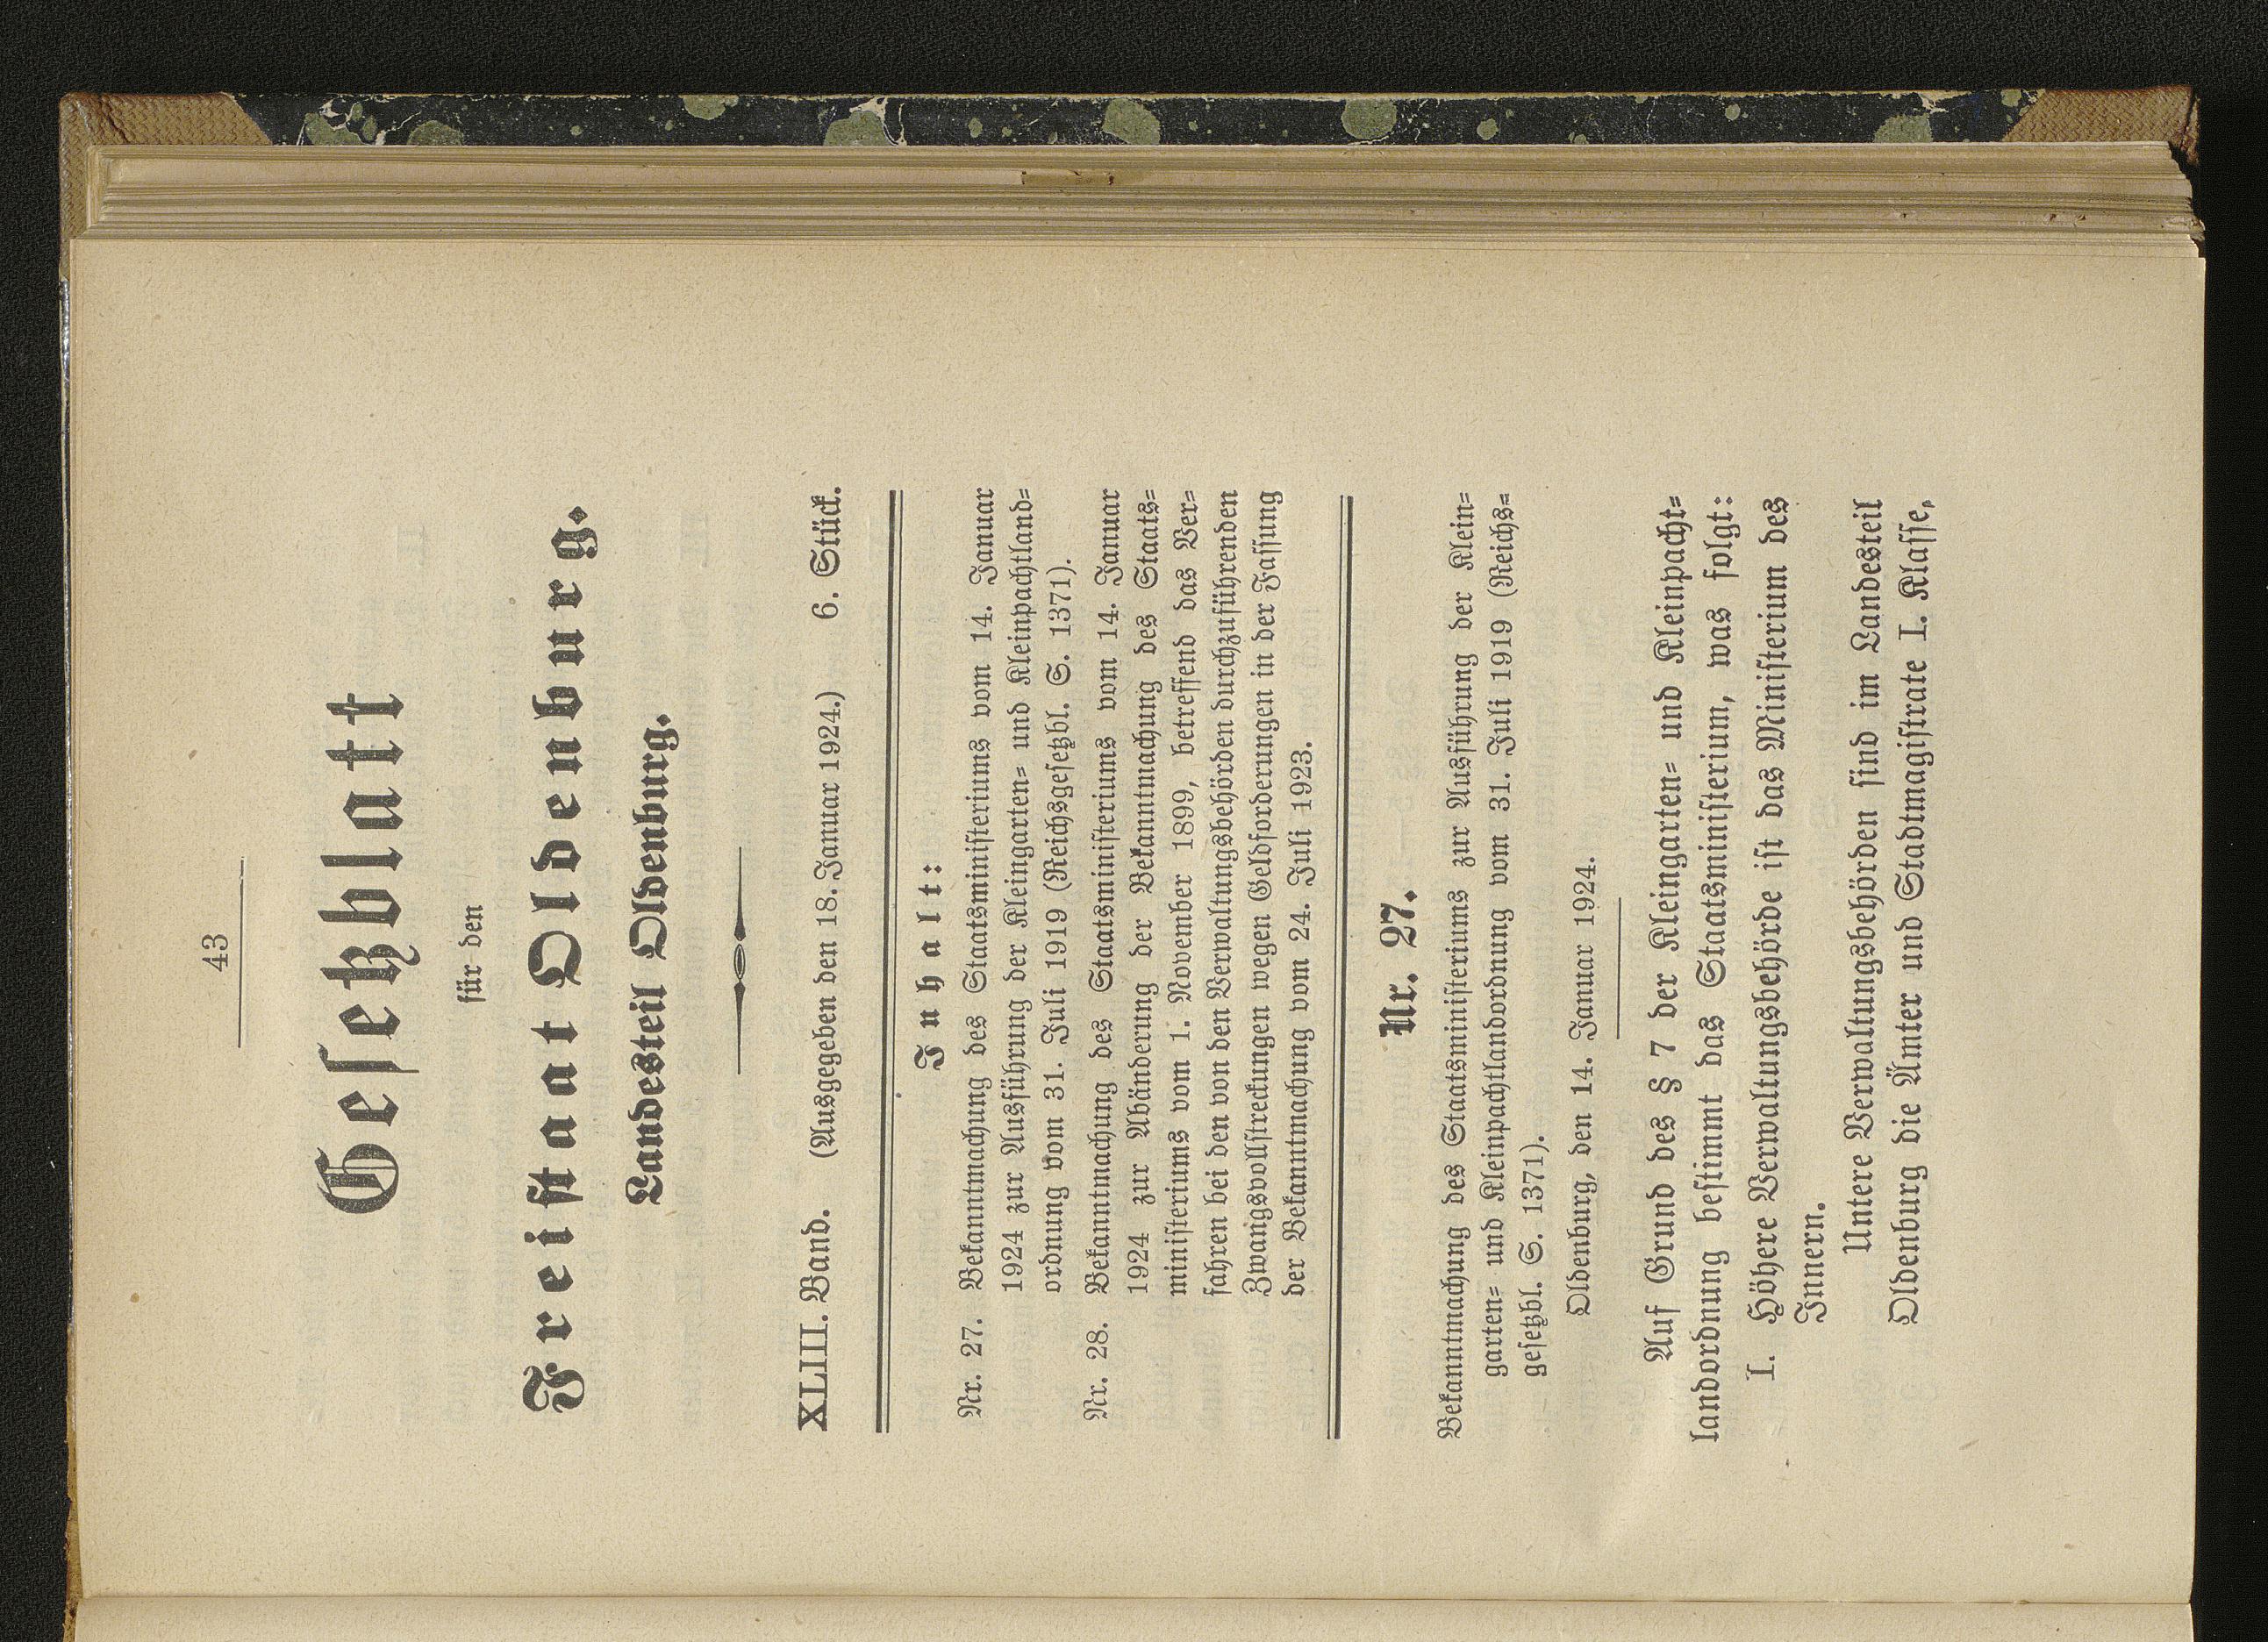 43
Gesetzblatt
für den
Freistaat Oldenburg.
Landesteil Oldenburg.
XLIII. Band. (Ausgegeben den 18. Januar 1924.) 6. Stück.
Inhalt:
Nr. 27. Bekanntmachung des Staatsministeriums vom 14. Januar
1924 zur Ausführung der Kleingarten= und Kleinpachtland=
ordnung vom 31. Juli 1919 (Reichsgesetzbl. S. 1371).
Nr. 28. Bekanntmachung des Staatsministeriums vom 14. Januar
1924 zur Abänderung der Bekanntmachung des Staats=
ministeriums vom 1. November 1899, betreffend das Ver=
fahren bei den von den Verwaltungsbehörden durchzuführenden
Zwangsvollstreckungen wegen Geldforderungen in der Fassung
der Bekanntmachung vom 24. Juli 1923.
Nr. 27.
Bekanntmachung des Staatsministeriums zur Ausführung der Klein=
garten= und Kleinpachtlandordnung vom 31. Juli 1919 (Reichs=
gesetzbl. S. 1371).
Oldenburg, den 14. Januar 1924.
Auf Grund des § 7 der Kleingarten= und Kleinpacht=
landordnung bestimmt das Staatsministerium, was folgt:
I. Höhere Verwaltungsbehörde ist das Ministerium des
Innern.
Untere Verwaltungsbehörden sind im Landesteil
Oldenburg die Ämter und Stadtmagistrate I. Klasse,